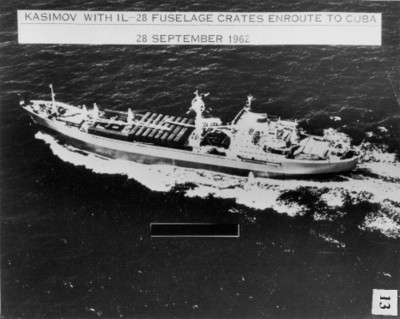 KASIMOV WITH IL-28 FUSELAGE CRATES ENROUTE TO CUBA
28 SEPTEMBER 1962
13